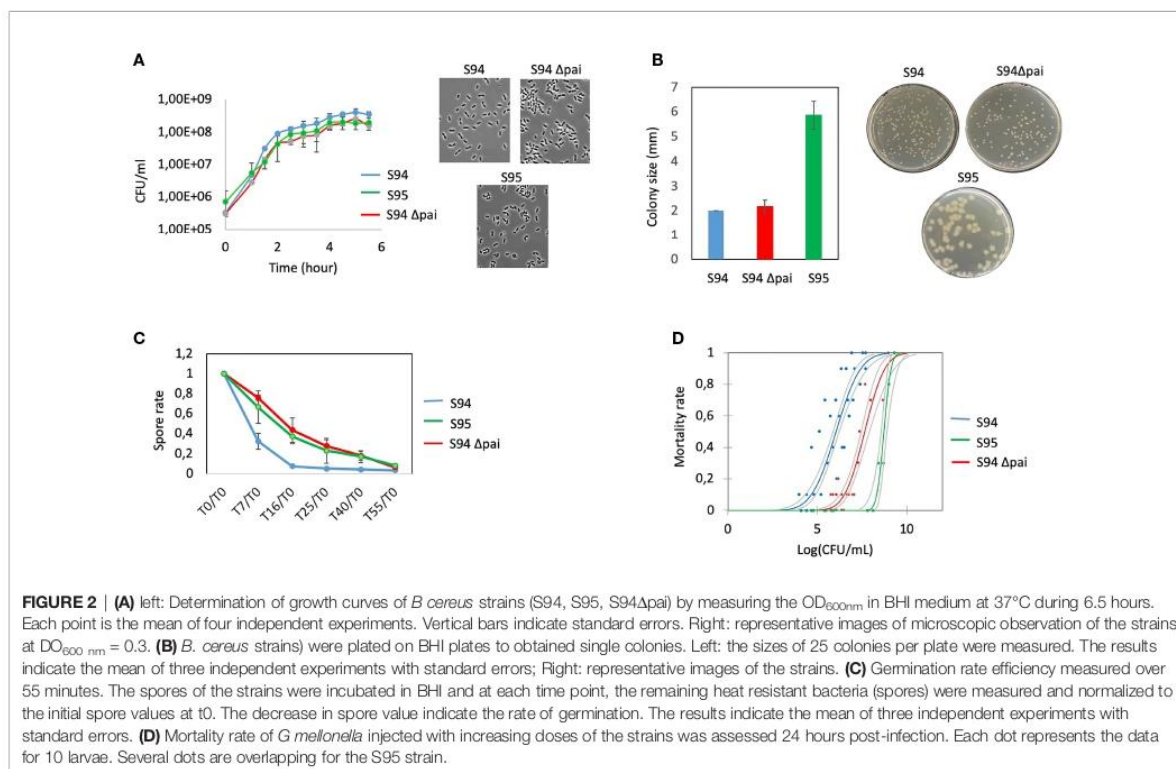 A
S94
S94 Δpai
1,00E+09
1,00E+08
1,00E+07
1,00E+06
1,00E+05
CFU/ml
S94
S95
S94 Δpai
0
2
4
6
Time (hour)
S95
B
7
6
5
4
3
2
1
0
Colony size (mm)
S94
S94 Δpai
S95
S94
S94Δpai
S95
C
1,2
1
0,8
0,6
0,4
0,2
0
Spore rate
S94
S95
S94 Δpai
T0/T0
T7/T0
T16/T0
T25/T0
T40/T0
T55/T0
D
1
0,8
0,6
0,4
0,2
0
Mortality rate
S94
S95
S94 Δpai
0
5
10
Log(CFU/mL)
FIGURE 2 | (A) left: Determination of growth curves of B cereus strains (S94, S95, S94Δpai) by measuring the OD600nm in BHI medium at 37°C during 6.5 hours.
Each point is the mean of four independent experiments. Vertical bars indicate standard errors. Right: representative images of microscopic observation of the strains
at DO600 nm = 0.3. (B) B. cereus strains) were plated on BHI plates to obtained single colonies. Left: the sizes of 25 colonies per plate were measured. The results
indicate the mean of three independent experiments with standard errors; Right: representative images of the strains. (C) Germination rate efficiency measured over
55 minutes. The spores of the strains were incubated in BHI and at each time point, the remaining heat resistant bacteria (spores) were measured and normalized to
the initial spore values at t0. The decrease in spore value indicate the rate of germination. The results indicate the mean of three independent experiments with
standard errors. (D) Mortality rate of G mellonella injected with increasing doses of the strains was assessed 24 hours post-infection. Each dot represents the data
for 10 larvae. Several dots are overlapping for the S95 strain.